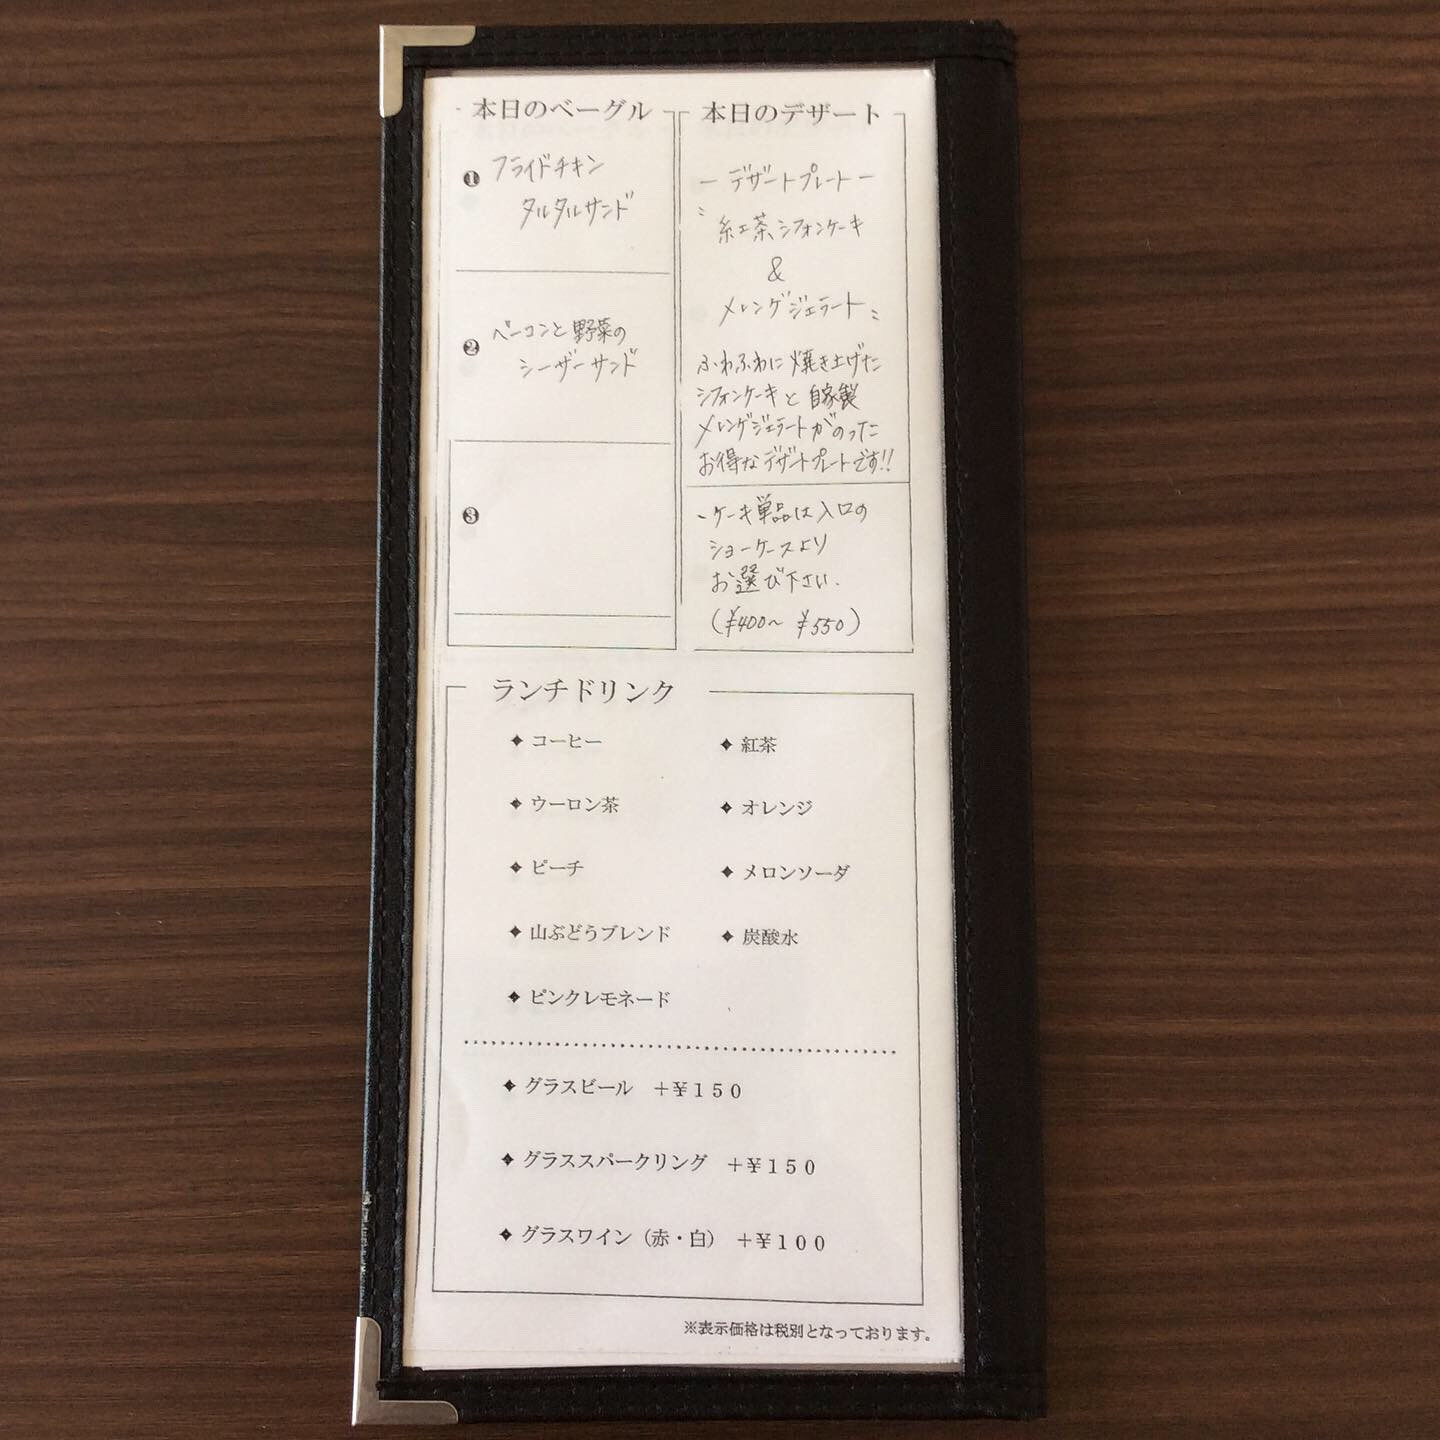 本日のベーグル
❶ フライドチキン
タルタルサンド
❷ ベーコンと野菜の
シーザーサンド
❸
本日のデザート
ー デザートプレート ー
紅茶シフォンケーキ
&
メレンゲジェラート
ふわふわに焼き上げた
シフォンケーキと自家製
メレンゲジェラートがのった
お得なデザートプレートです!!
・ケーキ単品は入口の
ショーケースより
お選び下さい.
(¥400〜¥550)
ランチドリンク
コーヒー
紅茶
ウーロン茶
オレンジ
ピーチ
メロンソーダ
山ぶどうブレンド
炭酸水
ピンクレモネード
グラスビール +¥150
グラススパークリング +¥150
グラスワイン（赤・白） +¥100
※表示価格は税別となっております。